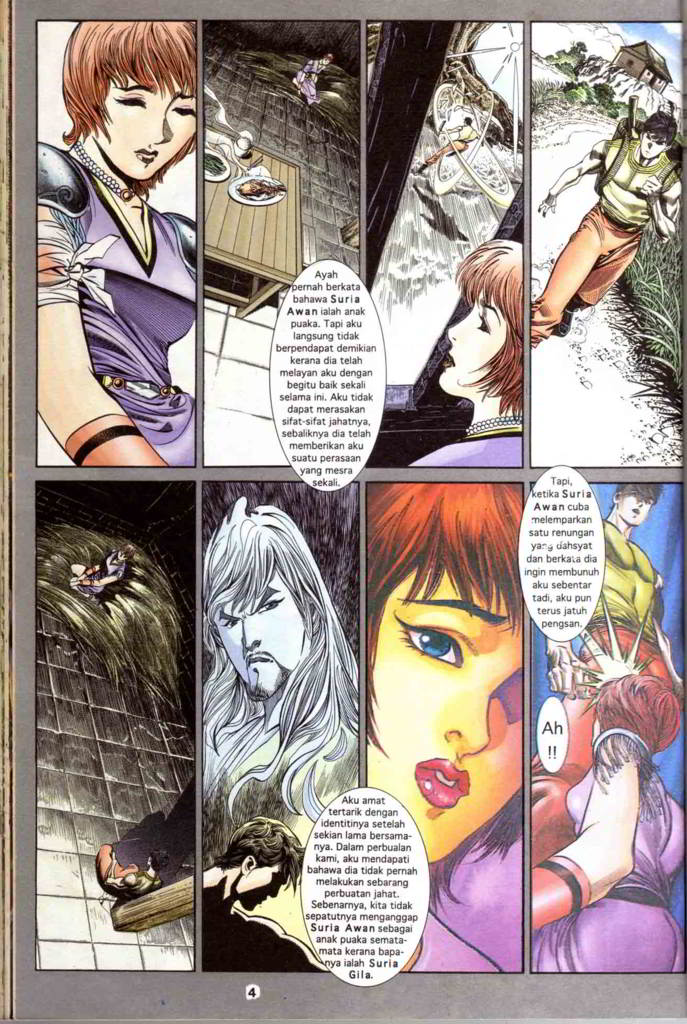 Ayah
pernah berkata
bahawa Suria
Awan ialah anak
puaka. Tapi aku
langsung tidak
berpendapat demikian
kerana dia telah
melayan aku dengan
begitu baik sekali
selama ini. Aku tidak
dapat merasakan
sifat-sifat jahatnya,
sebaliknya dia telah
memberikan aku
suatu perasaan
yang mesra
sekali.
Aku amat
tertarik dengan
identitinya setelah
sekian lama bersama-
nya. Dalam perbualan
kami, aku mendapati
bahawa dia tidak pernah
melakukan sebarang
perbuatan jahat.
Sebenarnya, kita tidak
sepatutnya menganggap
Suria Awan sebagai
anak puaka semata-
mata kerana bapa-
nya ialah Suria
Gila.
Tapi,
ketika Suria
Awan cuba
melemparkan
satu renungan
yang dahsyat
dan berkata dia
ingin membunuh
aku sebentar
tadi, aku pun
terus jatuh
pengsan.
Ah
!!
4